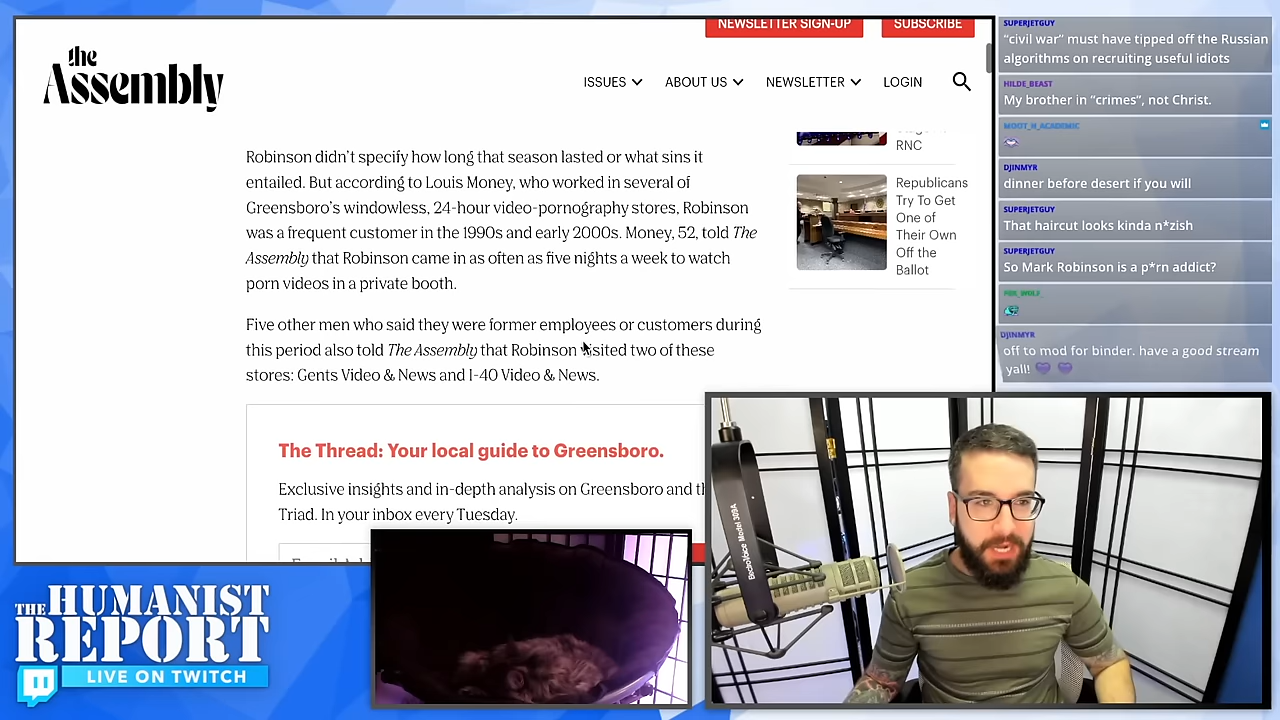 NEWSLETTER SIGN-UP
SUBSCRIBE
the
Assembly
ISSUES
ABOUT US
NEWSLETTER
LOGIN
Robinson didn't specify how long that season lasted or what sins it
entailed. But according to Louis Money, who worked in several of
Greensboro's windowless, 24-hour video-pornography stores, Robinson
was a frequent customer in the 1990s and early 2000s. Money, 52, told The
Assembly that Robinson came in as often as five nights a week to watch
porn videos in a private booth.
Five other men who said they were former employees or customers during
this period also told The Assembly that Robinson visited two of these
stores: Gents Video & News and I-40 Video & News.
The Thread: Your local guide to Greensboro.
Exclusive insights and in-depth analysis on Greensboro and
Triad. In your inbox every Tuesday.
RNC
Republicans
Try To Get
One of
Their Own
Off the
Ballot
SUPERJETGUY
“civil war” must have tipped off the Russian
algorithms on recruiting useful idiots
HILDE_BEAST
My brother in “crimes”, not Christ.
MOOT_N_ACADEMIC
DJINMYR
dinner before desert if you will
SUPERJETGUY
That haircut looks kinda n*zish
SUPERJETGUY
So Mark Robinson is a p*rn addict?
DJINMYR
off to mod for binder. have a good stream
yall!
THE HUMANIST
REPORT
LIVE ON TWITCH